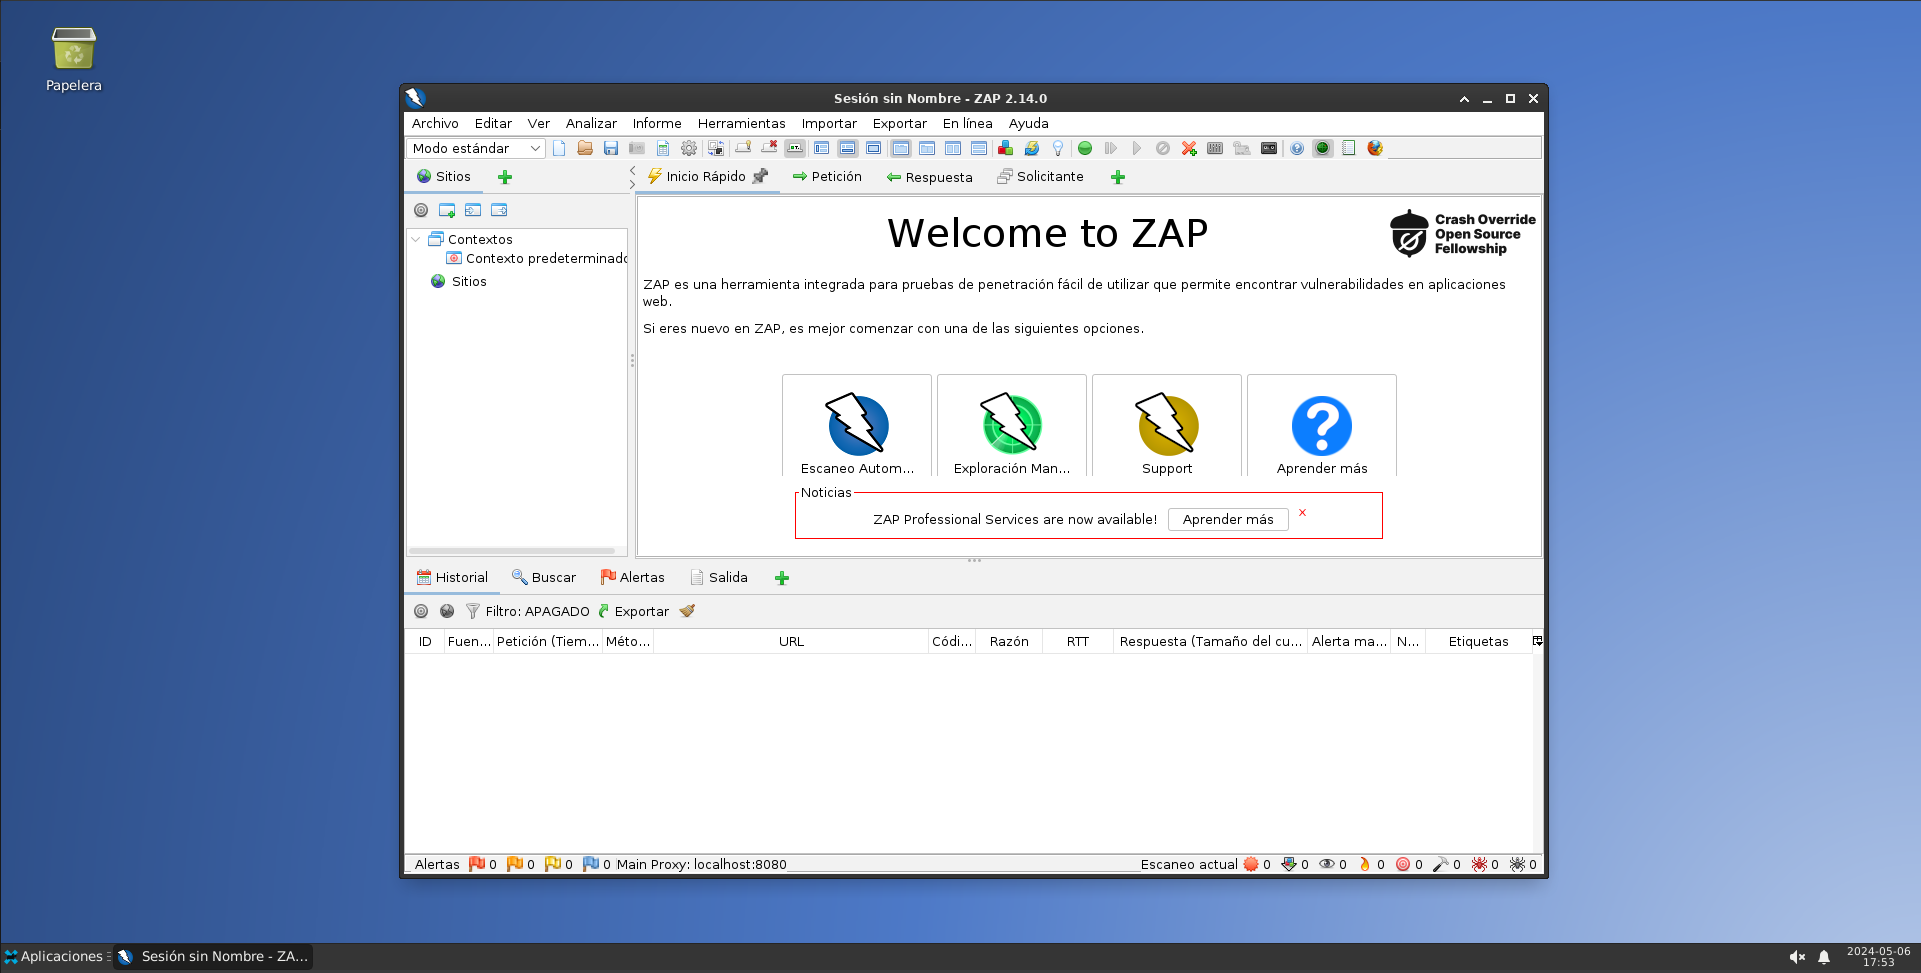 Papelera
Sesión sin Nombre - ZAP 2.14.0
Archivo Editar Ver Analizar Informe Herramientas Importar Exportar En línea Ayuda
Modo estándar
Sitios
Inicio Rápido Petición Respuesta Solicitante
Contextos
Contexto predeterminado
Sitios
Welcome to ZAP
Crash Override
Open Source
Fellowship
ZAP es una herramienta integrada para pruebas de penetración fácil de utilizar que permite encontrar vulnerabilidades en aplicaciones
web.
Si eres nuevo en ZAP, es mejor comenzar con una de las siguientes opciones.
Escaneo Autom... Exploración Man... Support Aprender más
Noticias
ZAP Professional Services are now available! Aprender más x
Historial Buscar Alertas Salida
Filtro: APAGADO Exportar
ID Fuen... Petición (Tiem... Méto... URL Códi... Razón RTT Respuesta (Tamaño del cu... Alerta ma... N... Etiquetas
Alertas 0 0 0 0 Main Proxy: localhost:8080 Escaneo actual 0 0 0 0 0 0 0 0
Aplicaciones Sesión sin Nombre - ZA...
2024-05-06
17:53